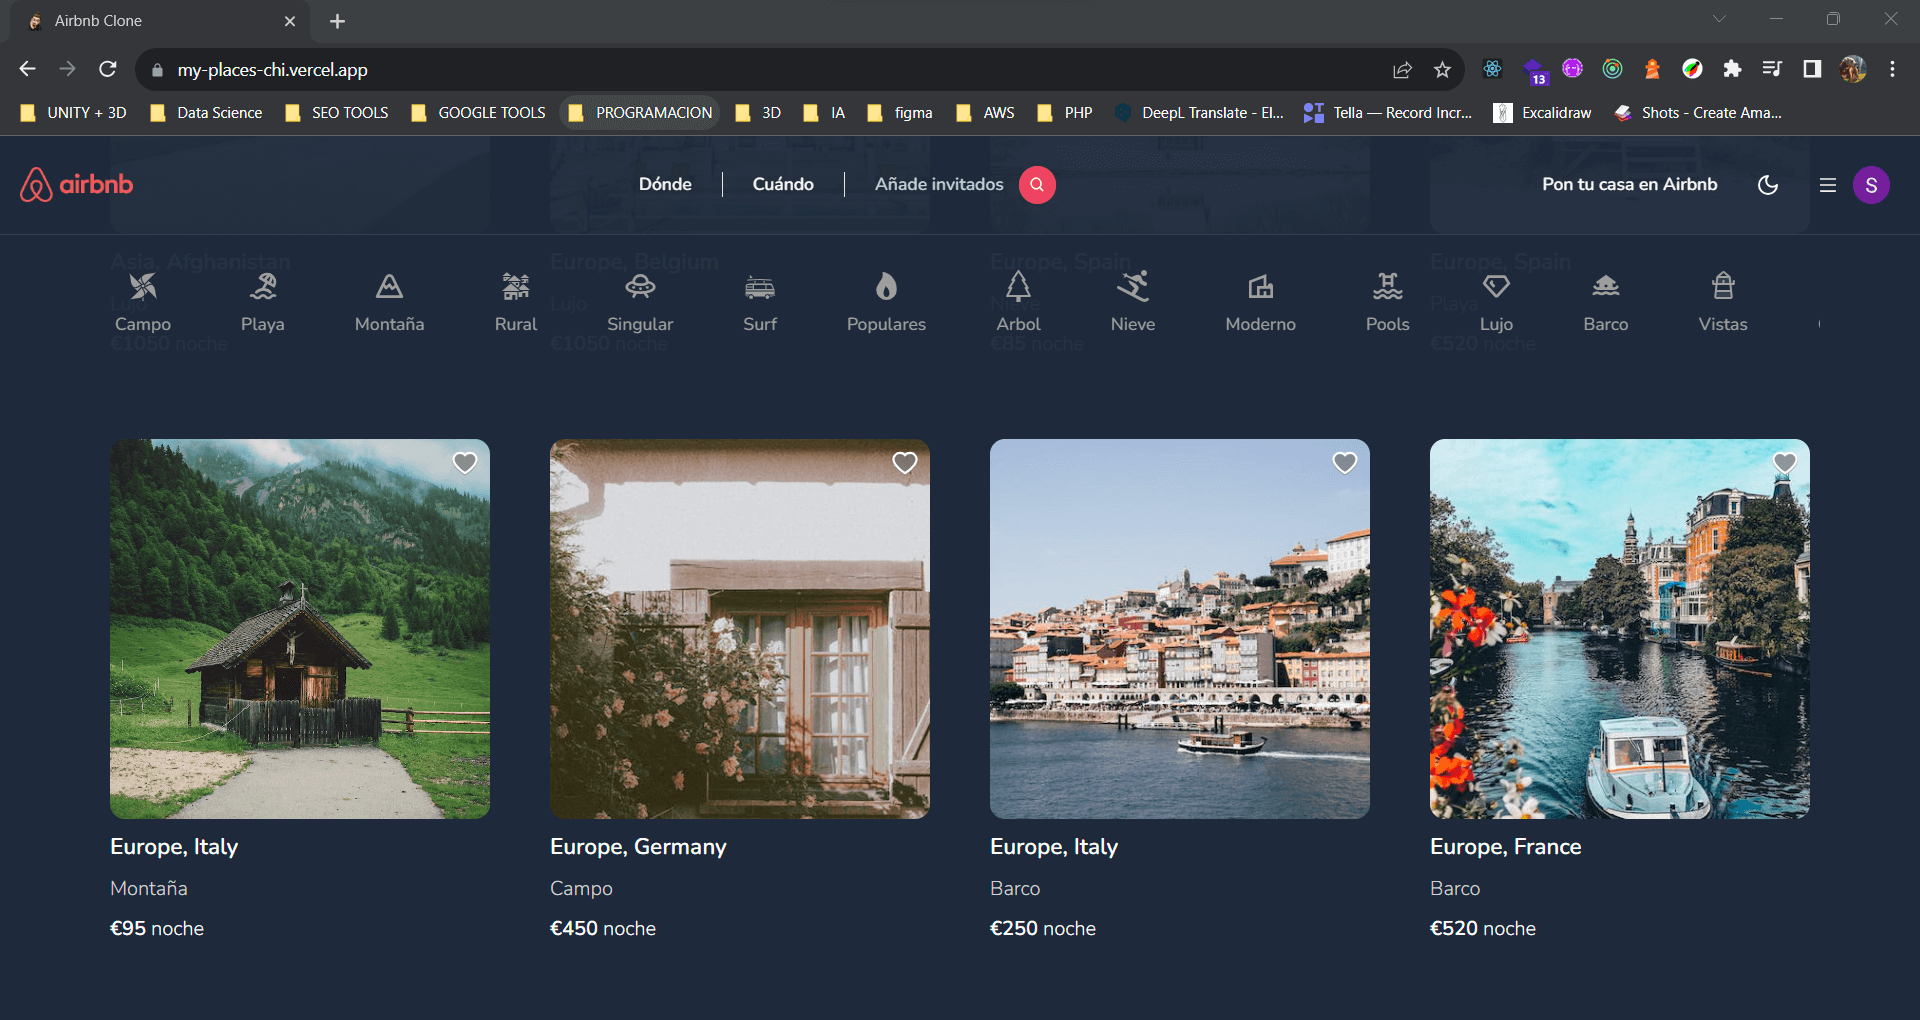 Airbnb Clone
my-places-chi.vercel.app
13
UNITY + 3D Data Science SEO TOOLS GOOGLE TOOLS PROGRAMACION 3D IA figma AWS PHP DeepL Translate - El... Tella — Record Incr... Excalidraw Shots - Create Ama...
airbnb Dónde Cuándo Añade invitados Pon tu casa en Airbnb S
Asia, Afghanistan Europe, Belgium Europe, Spain Europe, Spain
Lujo Lujo Nieve Playa
Campo Playa Montaña Rural Singular Surf Populares Arbol Nieve Moderno Pools Lujo Barco Vistas
€1050 noche €1050 noche €85 noche €520 noche
Europe, Italy Europe, Germany Europe, Italy Europe, France
Montaña Campo Barco Barco
€95 noche €450 noche €250 noche €520 noche